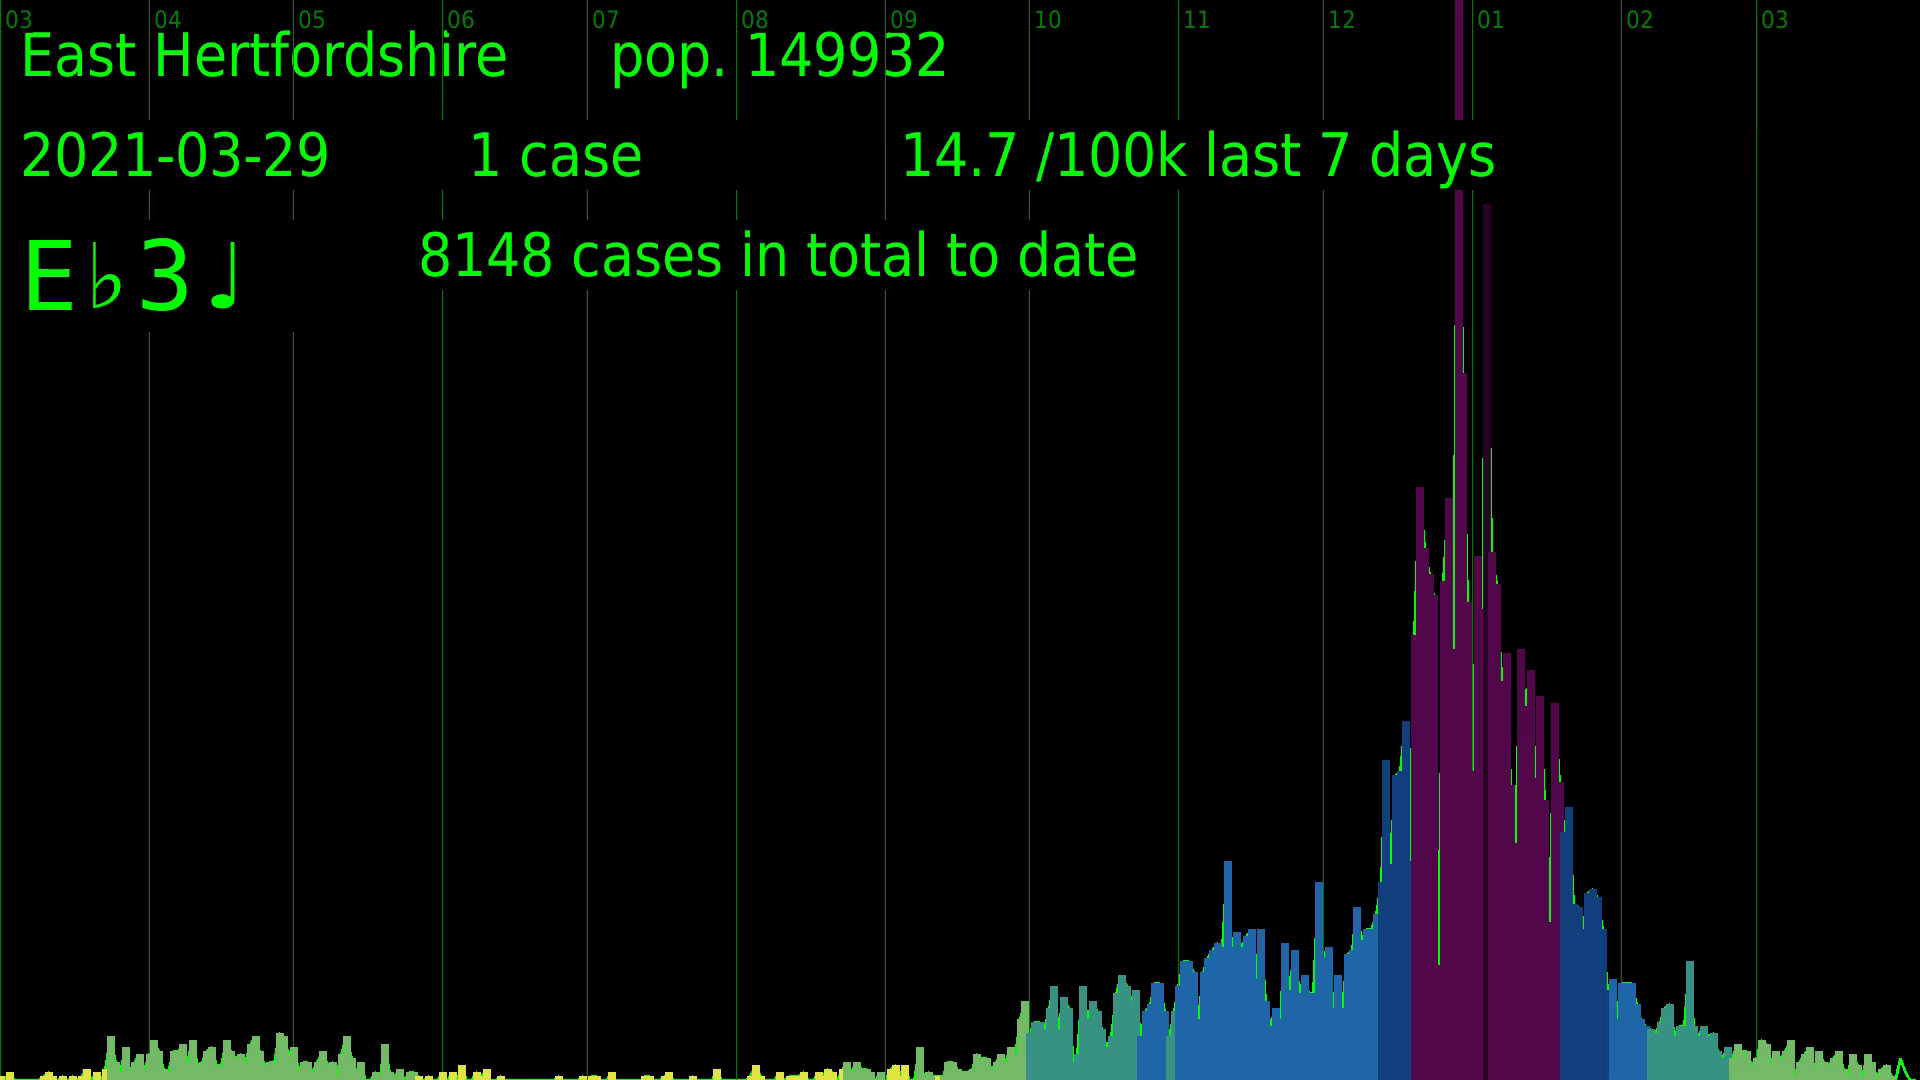 03 04 05 06 07 08 09 10 11 12 01 02 03
East Hertfordshire pop. 149932
2021-03-29 1 case 14.7 /100k last 7 days
E♭3♩ 8148 cases in total to date